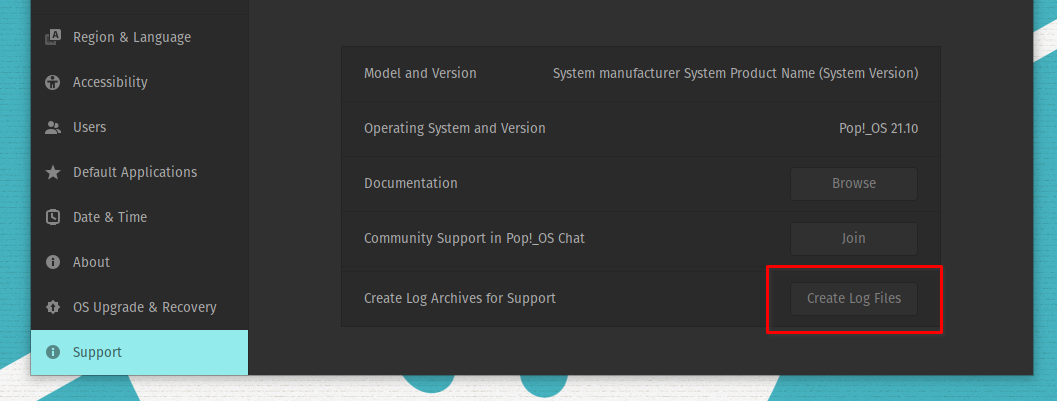 Region & Language
Accessibility
Users
Default Applications
Date & Time
About
OS Upgrade & Recovery
Support
Model and Version System manufacturer System Product Name (System Version)
Operating System and Version Pop!_OS 21.10
Documentation Browse
Community Support in Pop!_OS Chat Join
Create Log Archives for Support Create Log Files